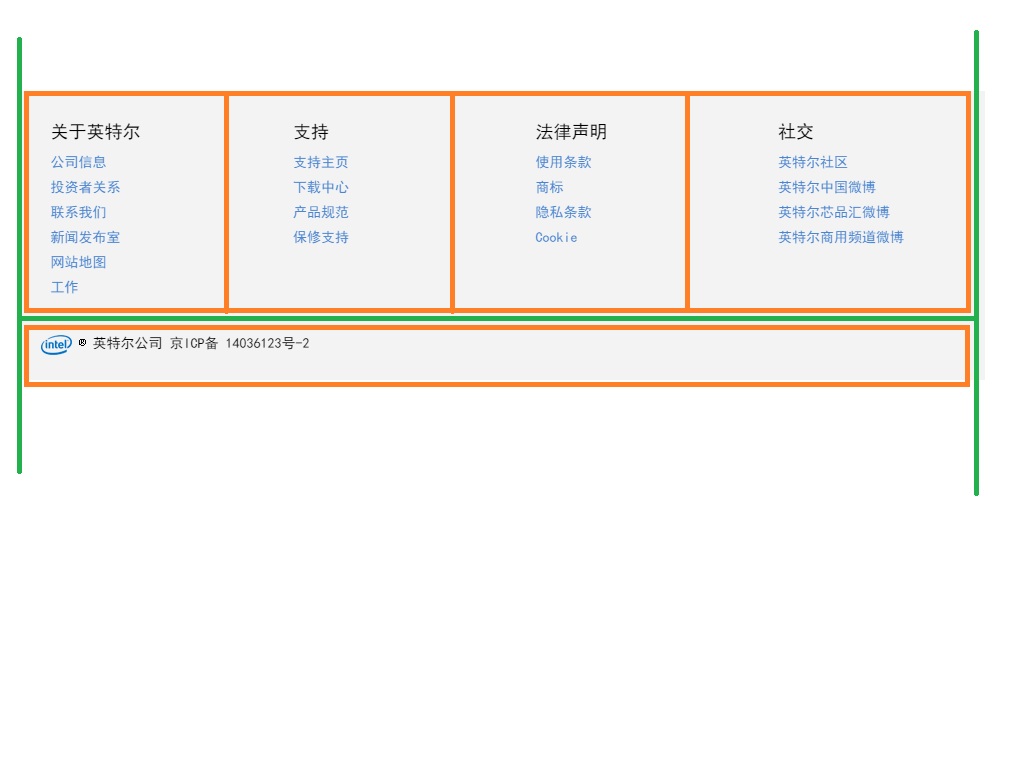 关于英特尔
公司信息
投资者关系
联系我们
新闻发布室
网站地图
工作
支持
支持主页
下载中心
产品规范
保修支持
法律声明
使用条款
商标
隐私条款
Cookie
社交
英特尔社区
英特尔中国微博
英特尔芯品汇微博
英特尔商用频道微博
intel ® 英特尔公司 京ICP备 14036123号-2